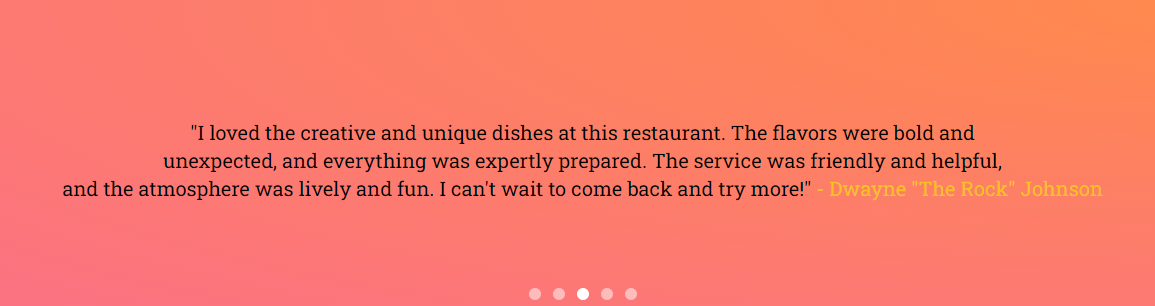 "I loved the creative and unique dishes at this restaurant. The flavors were bold and
unexpected, and everything was expertly prepared. The service was friendly and helpful,
and the atmosphere was lively and fun. I can't wait to come back and try more!" - Dwayne "The Rock" Johnson